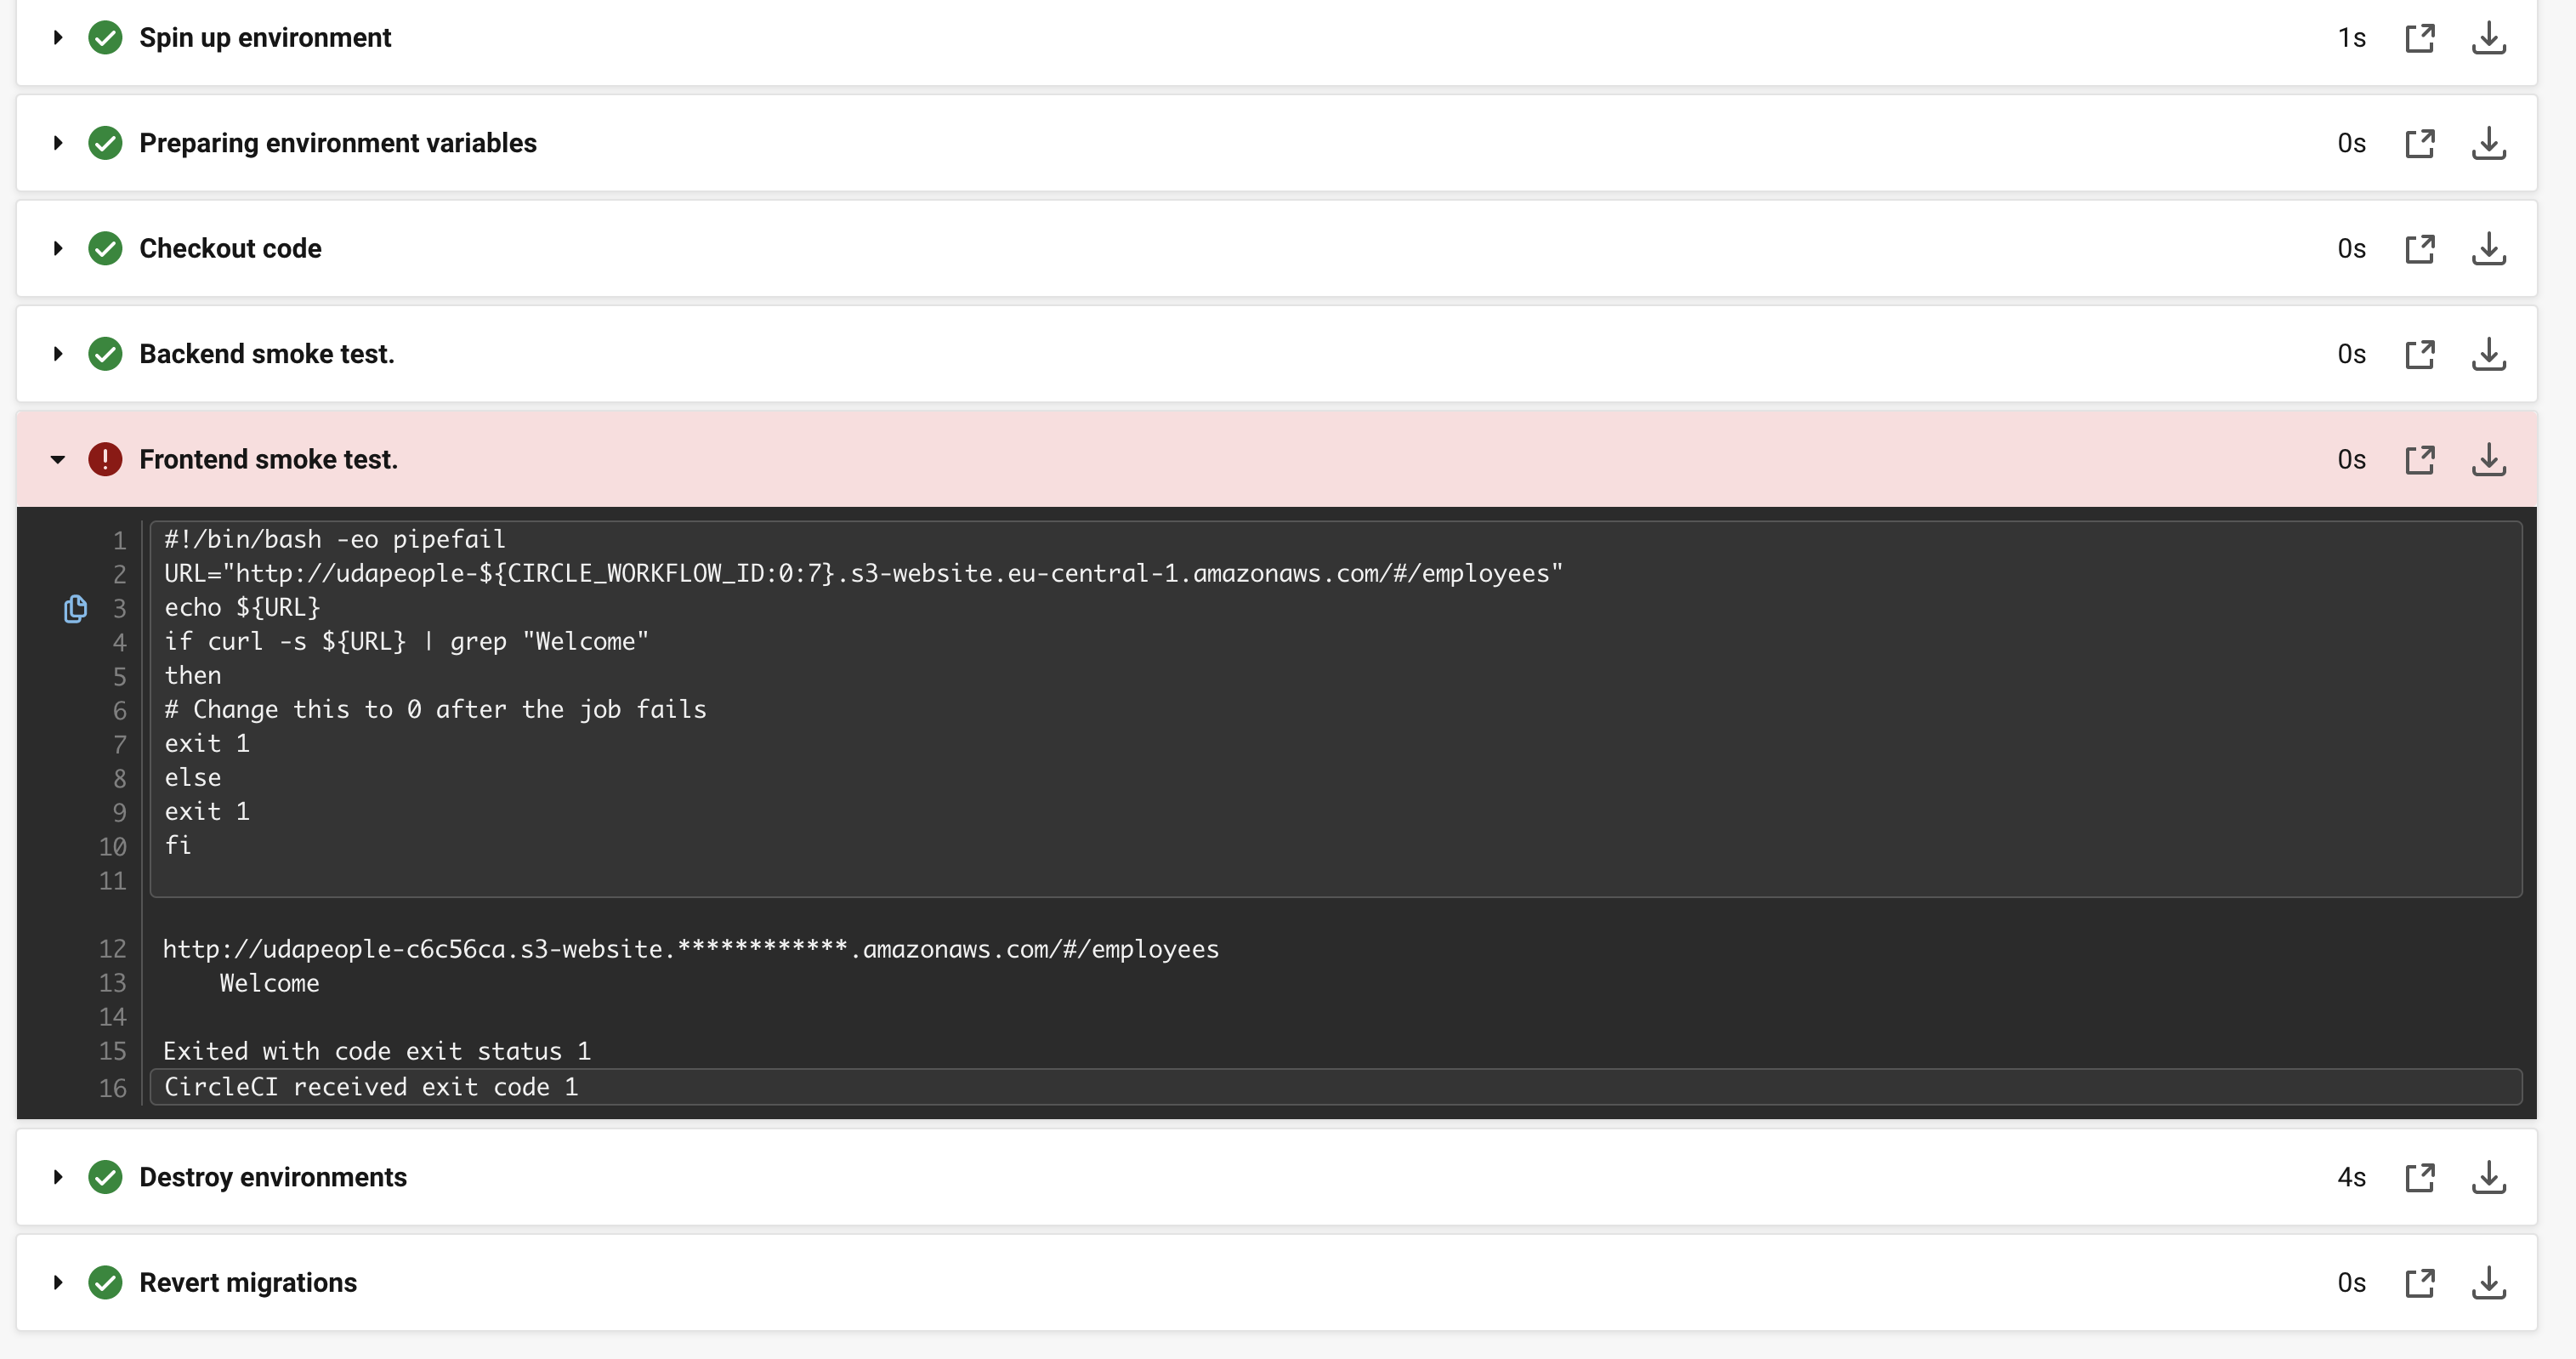 Spin up environment 1s
Preparing environment variables 0s
Checkout code 0s
Backend smoke test. 0s
Frontend smoke test. 0s
1 #!/bin/bash -eo pipefail
2 URL="http://udapeople-${CIRCLE_WORKFLOW_ID:0:7}.s3-website.eu-central-1.amazonaws.com/#/employees"
3 echo ${URL}
4 if curl -s ${URL} | grep "Welcome"
5 then
6 # Change this to 0 after the job fails
7 exit 1
8 else
9 exit 1
10 fi
11
12 http://udapeople-c6c56ca.s3-website.************.amazonaws.com/#/employees
13 Welcome
14
15 Exited with code exit status 1
16 CircleCI received exit code 1
Destroy environments 4s
Revert migrations 0s